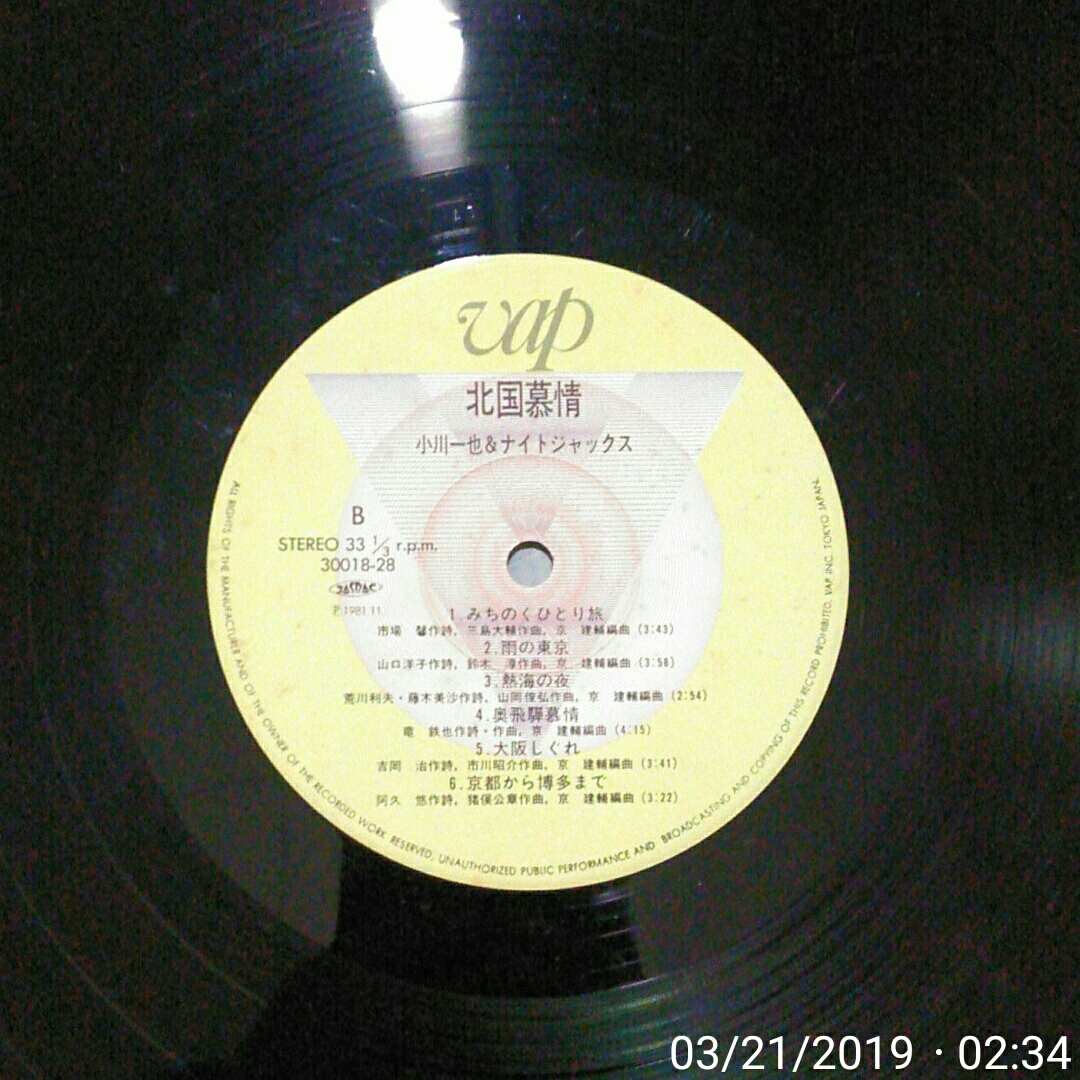 vap
北国慕情
小川一也&ナイトジャックス
B
STEREO 33 1/3 r.p.m.
30018-28
JASRAC
P.1981.11
1.みちのくひとり旅
市場 馨作詩, 三島大輔作曲, 京 建輔編曲 (3:43)
2.雨の東京
山口洋子作詩, 鈴木 淳作曲, 京 建輔編曲 (3:58)
3.熱海の夜
荒川利夫・藤木美沙作詩, 山岡俊弘作曲, 京 建輔編曲 (2:54)
4.奥飛騨慕情
竜 鉄也作詩・作曲, 京 建輔編曲 (4:15)
5.大阪しぐれ
吉岡 治作詩, 市川昭介作曲, 京 建輔編曲 (3:41)
6.京都から博多まで
阿久 悠作詩, 猪俣公章作曲, 京 建輔編曲 (3:22)
ALL RIGHTS OF THE MANUFACTURER AND OF THE OWNER OF THE RECORDED WORK RESERVED, UNAUTHORIZED PUBLIC PERFORMANCE AND BROADCASTING AND COPYING OF THIS RECORD PROHIBITED, VAP INC. TOKYO JAPAN.
03/21/2019 · 02:34